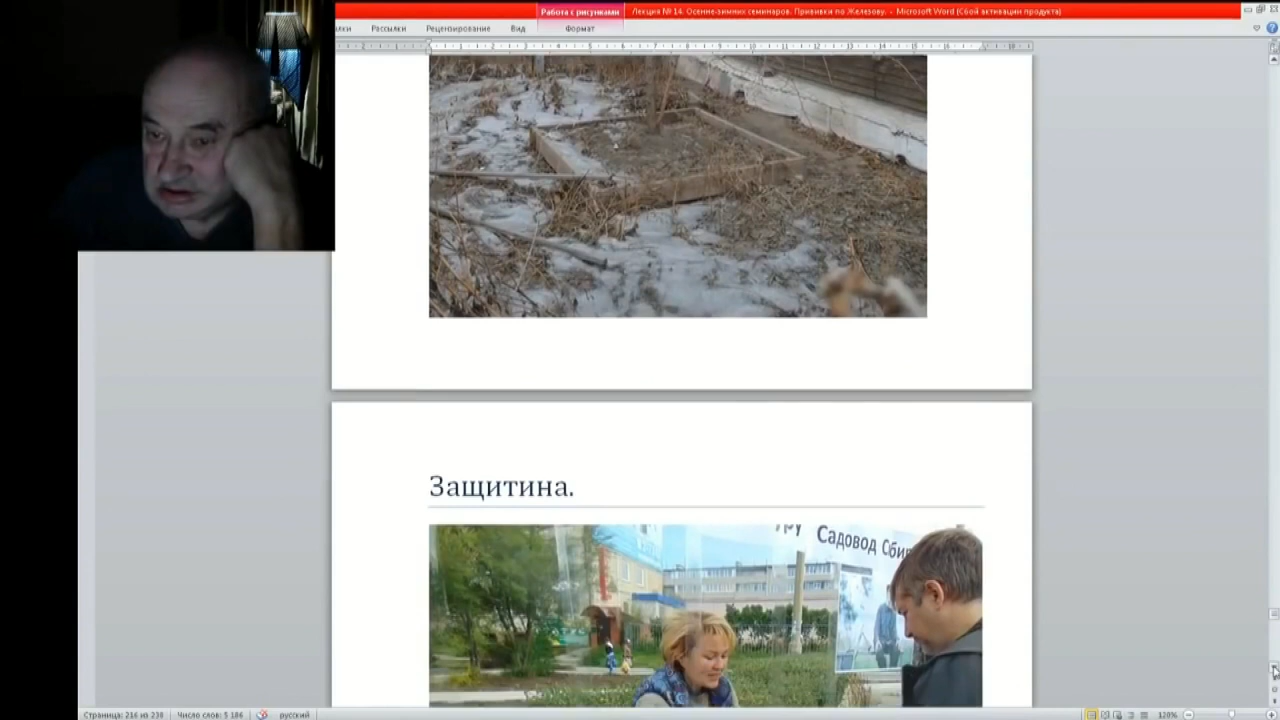 Работа с рисунками
Лекция № 14. Осенне-зимних семинаров. Прививки по Железову. - Microsoft Word (Сбой активации продукта)
Рассылки Рецензирование Вид Формат
Защитина.
Садовод Сбир
Страница: 216 из 238 Число слов: 5 186 русский 120%